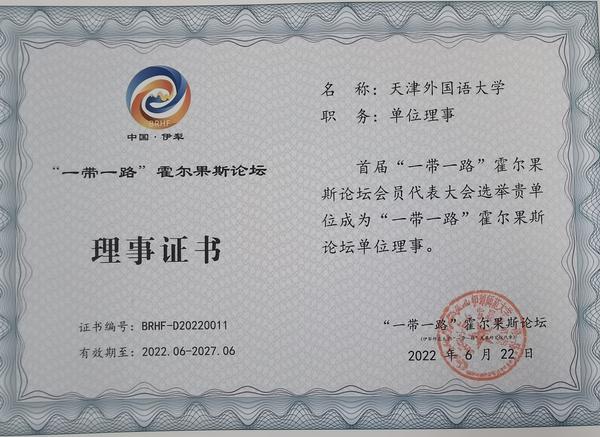 BRHF
中国·伊犁
“一带一路”霍尔果斯论坛
理事证书
证书编号：BRHF-D20220011
有效期至：2022.06-2027.06
名 称：天津外国语大学
职 务：单位理事
首届“一带一路”霍尔果
斯论坛会员代表大会选举贵单
位成为“一带一路”霍尔果斯
论坛单位理事。
“一带一路”霍尔果斯论坛
2022 年 6 月 22 日